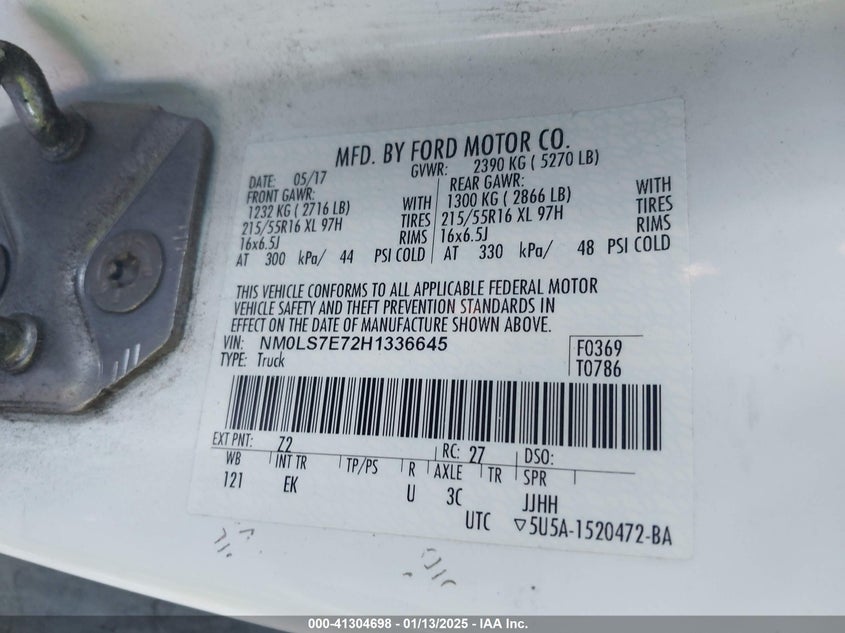 MFD. BY FORD MOTOR CO.
DATE: 05/17
GVWR: 2390 KG ( 5270 LB)
FRONT GAWR:
1232 KG ( 2716 LB) WITH
215/55R16 XL 97H TIRES
16x6.5J RIMS
AT 300 kPa/ 44 PSI COLD
REAR GAWR:
1300 KG ( 2866 LB) WITH
215/55R16 XL 97H TIRES
16x6.5J RIMS
AT 330 kPa/ 48 PSI COLD
THIS VEHICLE CONFORMS TO ALL APPLICABLE FEDERAL MOTOR
VEHICLE SAFETY AND THEFT PREVENTION STANDARDS IN
EFFECT ON THE DATE OF MANUFACTURE SHOWN ABOVE.
VIN: NM0LS7E72H1336645
TYPE: Truck
F0369
T0786
EXT PNT: Z2 RC: 27 DSO:
WB INT TR TP/PS R AXLE TR SPR
121 EK U 3C JJHH
UTC ▽5U5A-1520472-BA
000-41304698 - 01/13/2025 - IAA Inc.